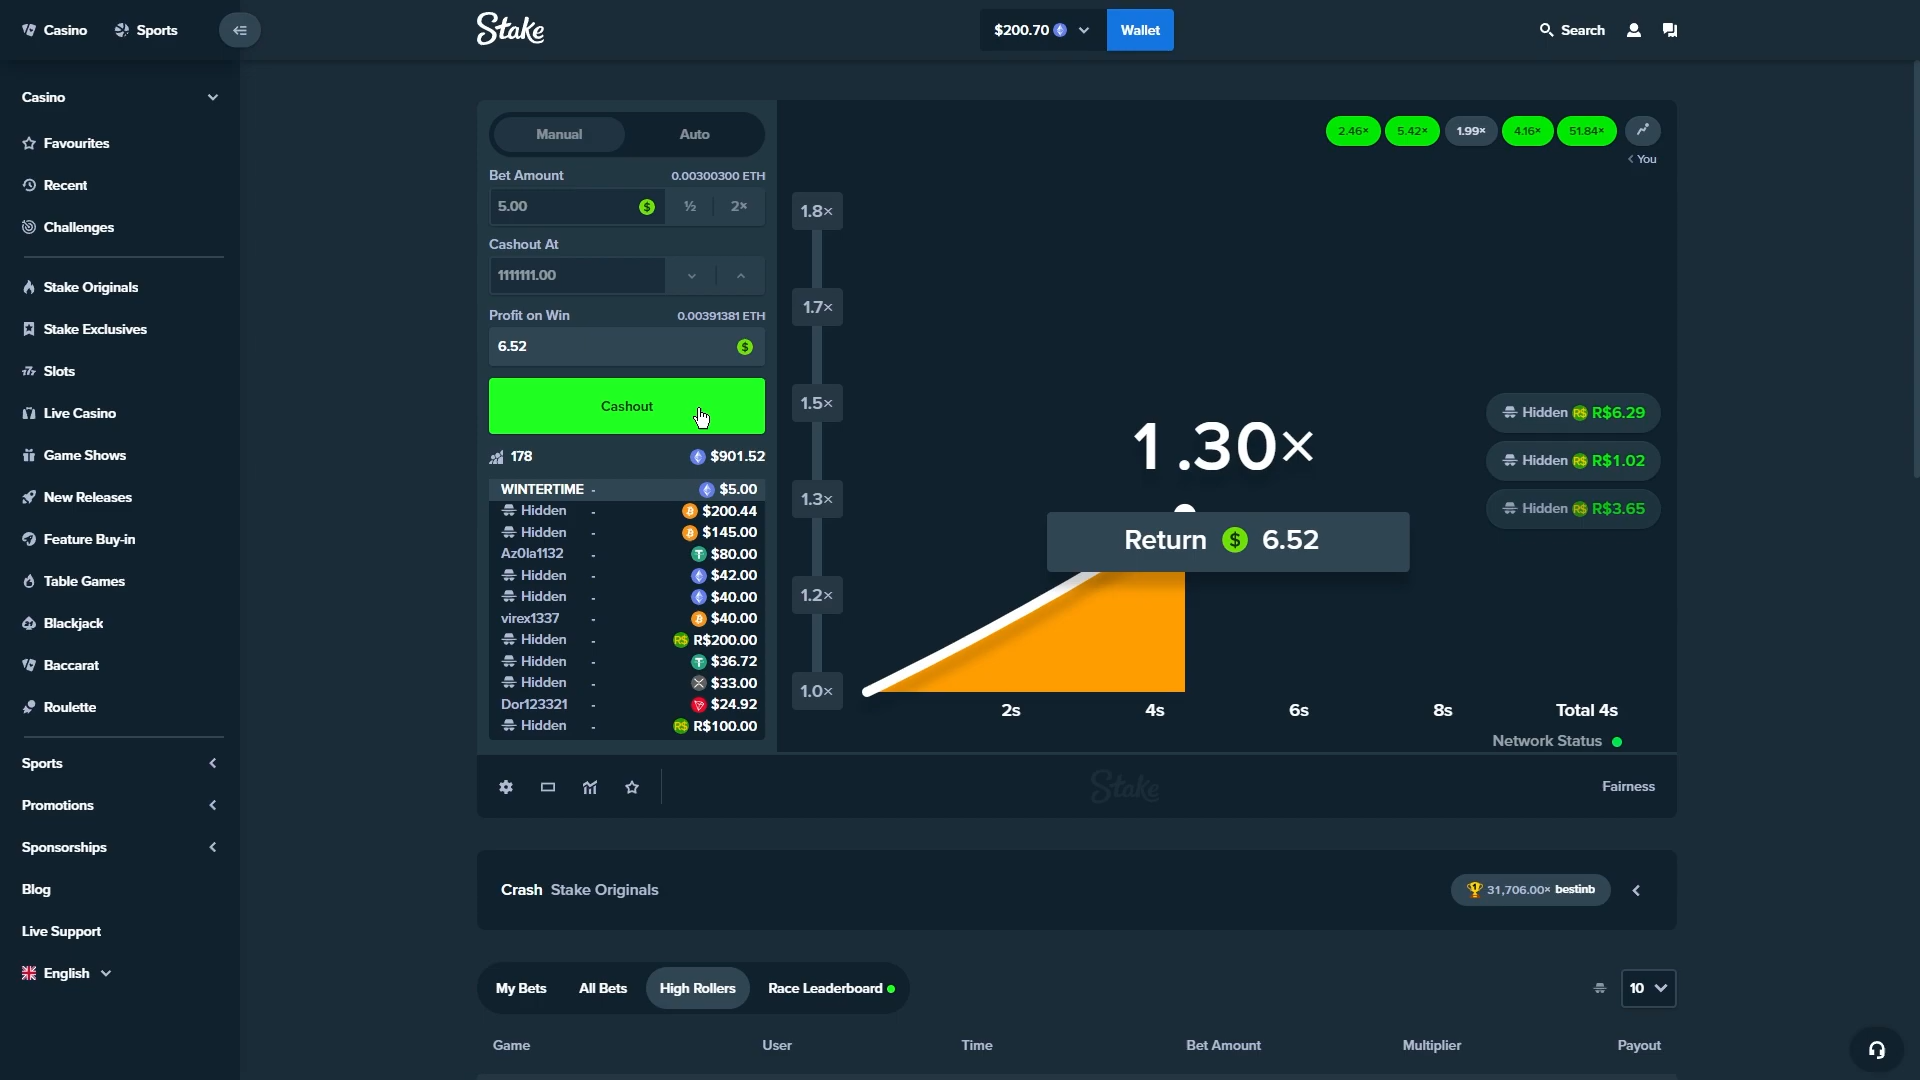 Casino
Sports
Stake
$200.70
Wallet
Search
Casino
Favourites
Recent
Challenges
Stake Originals
Stake Exclusives
Slots
Live Casino
Game Shows
New Releases
Feature Buy-in
Table Games
Blackjack
Baccarat
Roulette
Sports
Promotions
Sponsorships
Blog
Live Support
English
Manual Auto
Bet Amount 0.00300300 ETH
5.00 $ ½ 2×
Cashout At
1111111.00
Profit on Win 0.00391381 ETH
6.52 $
Cashout
178 $901.52
WINTERTIME - $5.00
Hidden - $200.44
Hidden - $145.00
Az0la1132 - $80.00
Hidden - $42.00
Hidden - $40.00
virex1337 - $40.00
Hidden - R$ R$200.00
Hidden - $36.72
Hidden - $33.00
Dor123321 - $24.92
Hidden - R$ R$100.00
2.46× 5.42× 1.99× 4.16× 51.84×
You
1.8×
1.7×
1.5×
1.3×
1.2×
1.0×
1.30×
Return $ 6.52
Hidden R$ R$6.29
Hidden R$ R$1.02
Hidden R$ R$3.65
2s 4s 6s 8s Total 4s
Network Status
Stake
Fairness
Crash Stake Originals
31,706.00× bestinb
My Bets All Bets High Rollers Race Leaderboard
10
Game User Time Bet Amount Multiplier Payout